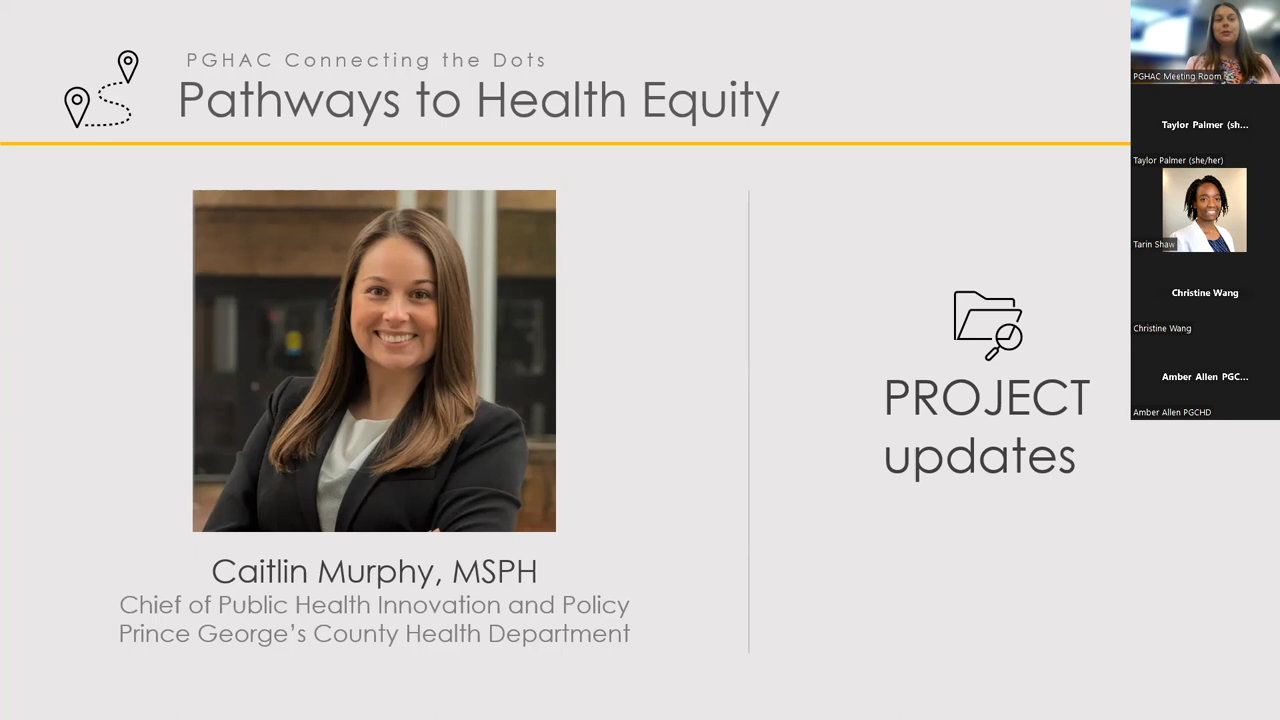 PGHAC Connecting the Dots
Pathways to Health Equity
Caitlin Murphy, MSPH
Chief of Public Health Innovation and Policy
Prince George’s County Health Department
PROJECT
updates
PGHAC Meeting Room
Taylor Palmer (sh...
Taylor Palmer (she/her)
Tarin Shaw
Christine Wang
Christine Wang
Amber Allen PGC...
Amber Allen PGCHD